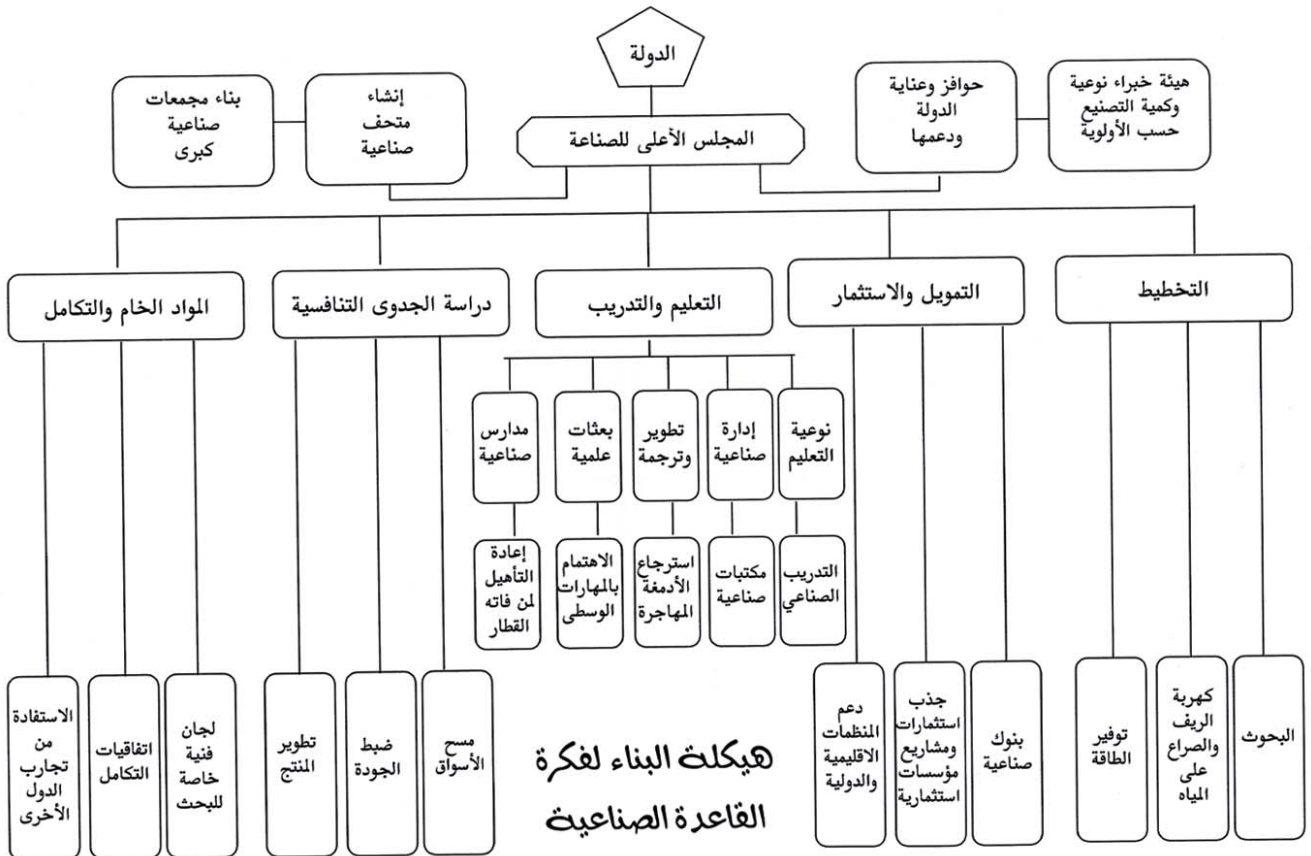 الدولة
هيئة خبراء نوعية
وكمية التصنيع
حسب الأولوية
حوافز وعناية
الدولة
ودعمها
المجلس الأعلى للصناعة
إنشاء
متحف
صناعية
بناء مجمعات
صناعية
كبرى
التخطيط
التمويل والاستثمار
التعليم والتدريب
دراسة الجدوى التنافسية
المواد الخام والتكامل
نوعية
التعليم
إدارة
صناعية
تطوير
وترجمة
بعثات
علمية
مدارس
صناعية
التدريب
الصناعي
مكتبات
صناعية
استرجاع
الأدمغة
المهاجرة
الاهتمام
بالمهارات
الوسطى
إعادة
التأهيل
لمن فاته
القطار
البحوث
كهربة
الريف
والصراع
على
المياه
توفير
الطاقة
بنوك
صناعية
جذب
استثمارات
ومشاريع
مؤسسات
استثمارية
دعم
المنظمات
الاقليمية
والدولية
مسح
الأسواق
ضبط
الجودة
تطوير
المنتج
لجان
فنية
خاصة
للبحث
اتفاقيات
التكامل
الاستفادة
من
تجارب
الدول
الأخرى
هيكلة البناء لفكرة
القاعدة الصناعية